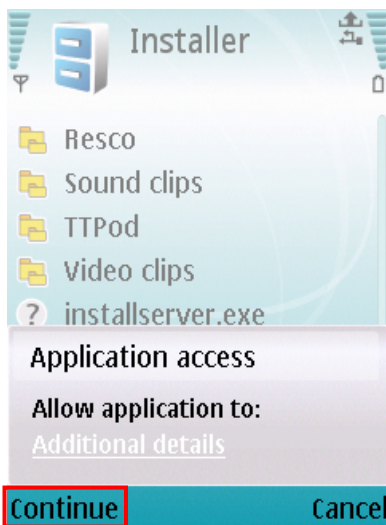 Installer
Resco
Sound clips
TTPod
Video clips
installserver.exe
Application access
Allow application to:
Additional details
Continue Cancel